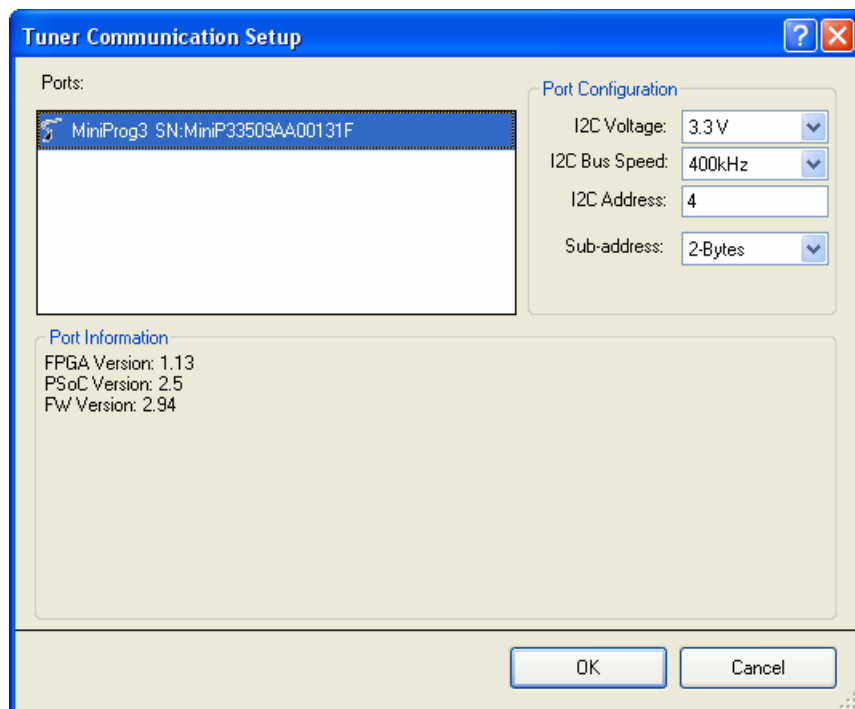 Tuner Communication Setup
Ports:
MiniProg3 SN:MiniP33509AA00131F
Port Configuration
I2C Voltage: 3.3 V
I2C Bus Speed: 400kHz
I2C Address: 4
Sub-address: 2-Bytes
Port Information
FPGA Version: 1.13
PSoC Version: 2.5
FW Version: 2.94
OK Cancel